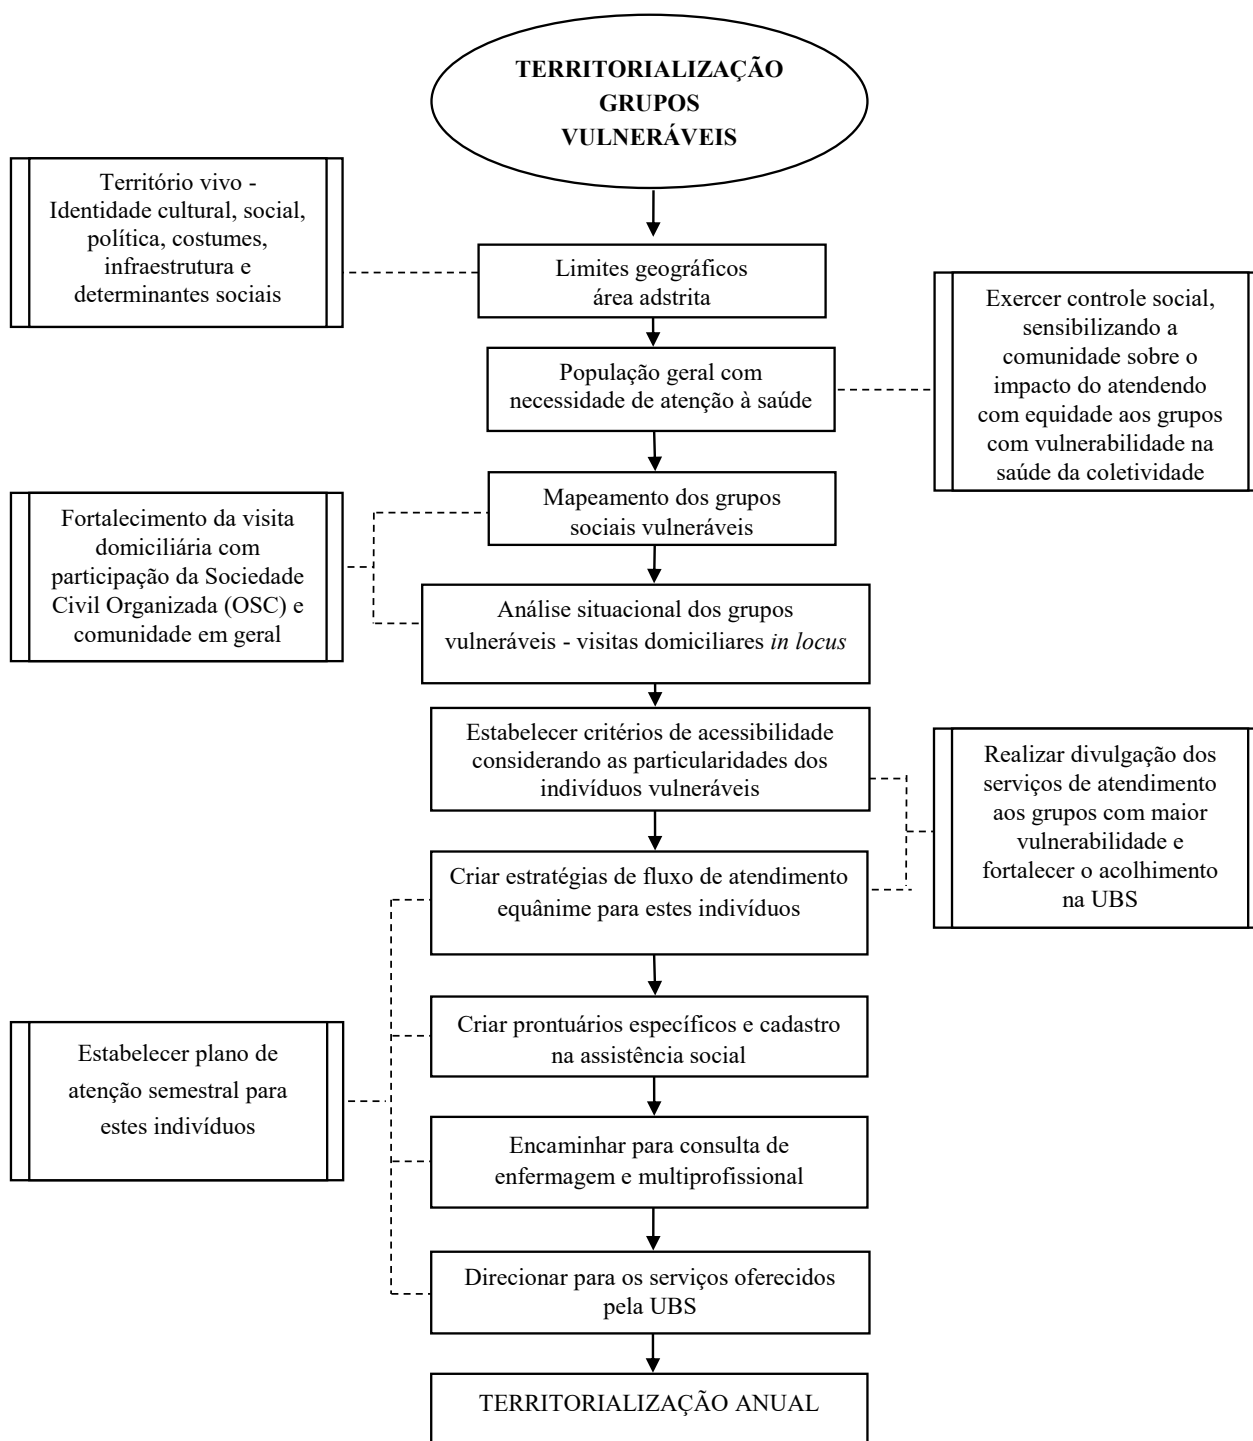 TERRITORIALIZAÇÃO
GRUPOS
VULNERÁVEIS
Território vivo -
Identidade cultural, social,
política, costumes,
infraestrutura e
determinantes sociais
Limites geográficos
área adstrita
Exercer controle social,
sensibilizando a
comunidade sobre o
impacto do atendendo
com equidade aos grupos
com vulnerabilidade na
saúde da coletividade
População geral com
necessidade de atenção à saúde
Mapeamento dos grupos
sociais vulneráveis
Fortalecimento da visita
domiciliária com
participação da Sociedade
Civil Organizada (OSC) e
comunidade em geral
Análise situacional dos grupos
vulneráveis - visitas domiciliares in locus
Estabelecer critérios de acessibilidade
considerando as particularidades dos
indivíduos vulneráveis
Realizar divulgação dos
serviços de atendimento
aos grupos com maior
vulnerabilidade e
fortalecer o acolhimento
na UBS
Criar estratégias de fluxo de atendimento
equânime para estes indivíduos
Criar prontuários específicos e cadastro
na assistência social
Estabelecer plano de
atenção semestral para
estes indivíduos
Encaminhar para consulta de
enfermagem e multiprofissional
Direcionar para os serviços oferecidos
pela UBS
TERRITORIALIZAÇÃO ANUAL